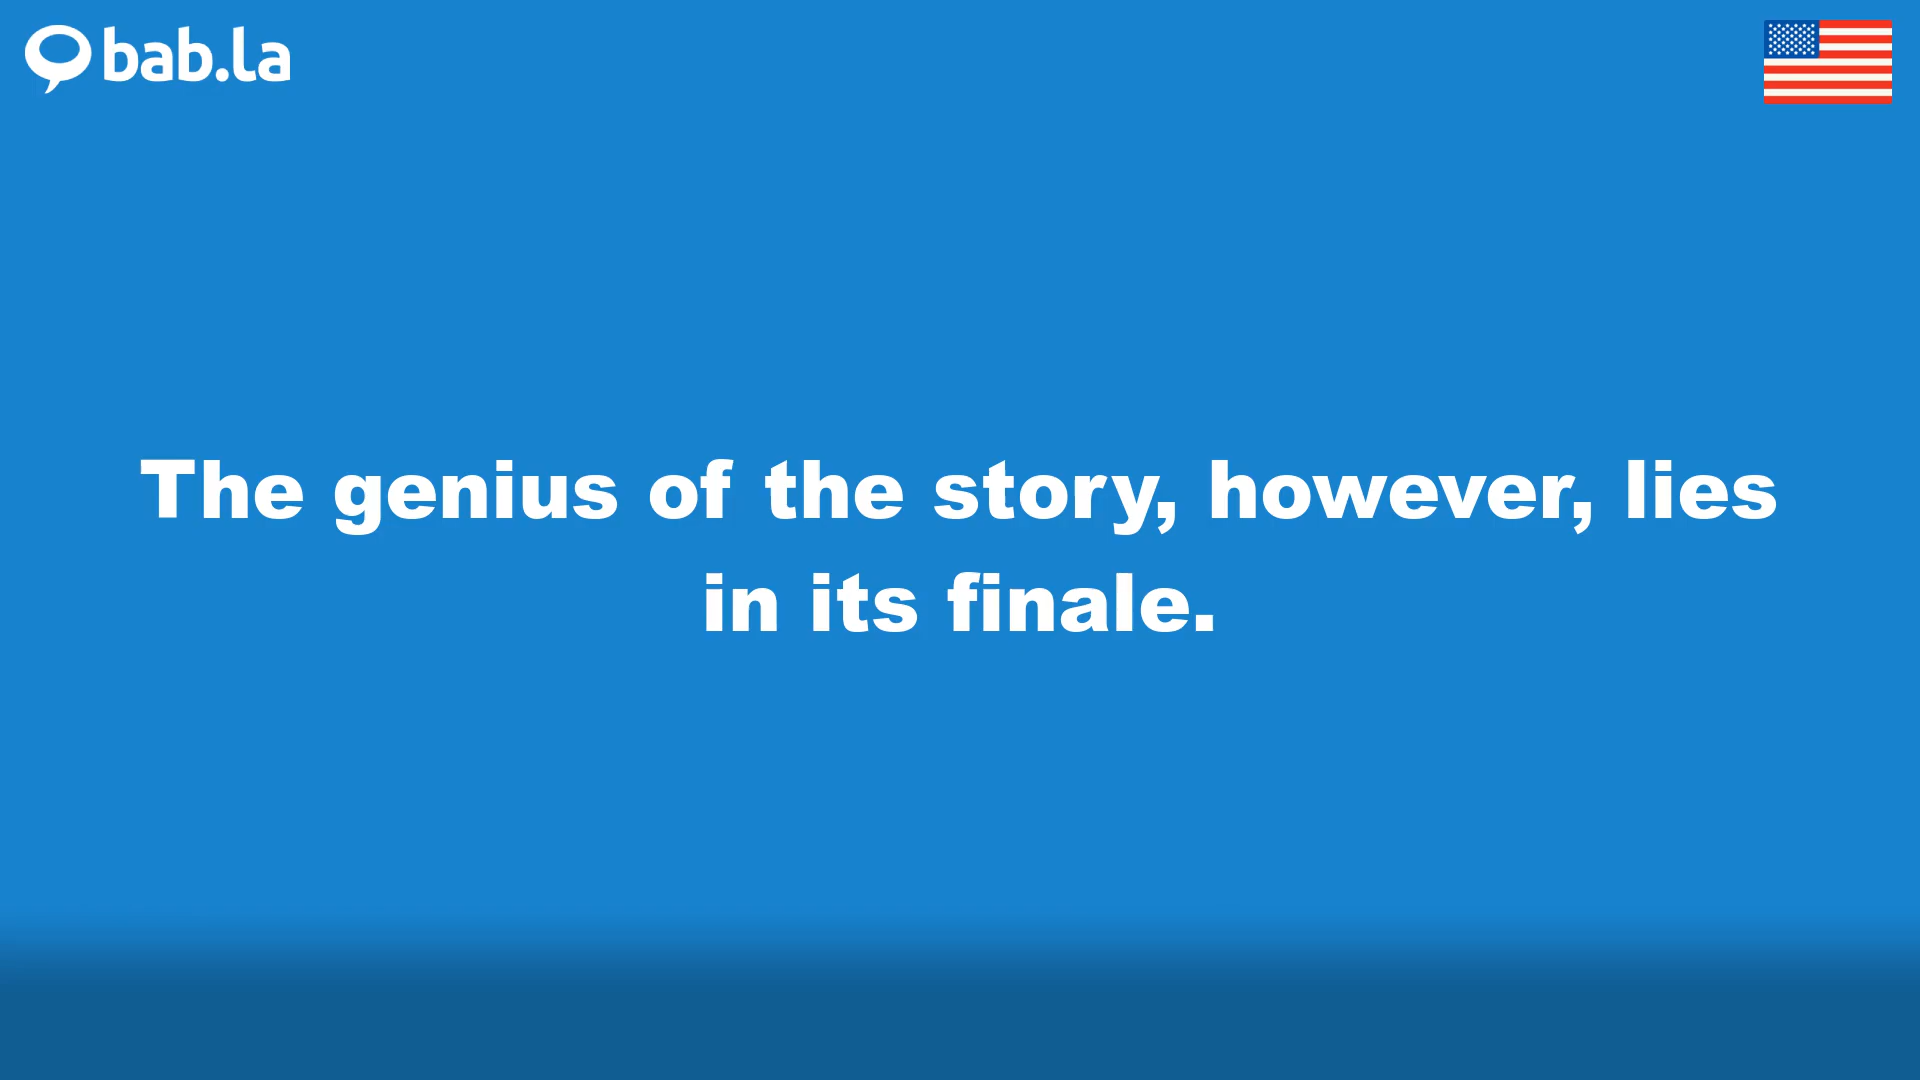 bab.la
The genius of the story, however, lies
in its finale.